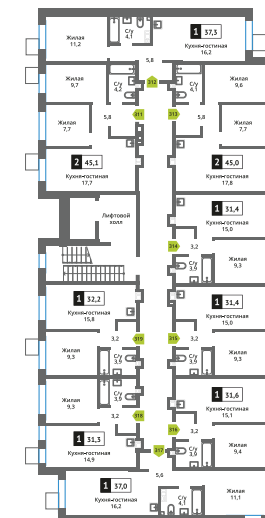 Жилая
11,2
С/у
4,1
1 37,3
Кухня-гостиная
16,2
5,8
312
Жилая
9,7
С/у
4,2
С/у
4,1
Жилая
9,6
Жилая
7,7
5,8
311
313
5,8
Жилая
7,7
2 45,1
Кухня-гостиная
17,7
2 45,0
Кухня-гостиная
17,8
Лифтовой
холл
1 31,4
Кухня-гостиная
15,0
314
3,2
С/у
3,9
Жилая
9,3
1 32,2
Кухня-гостиная
15,8
1 31,4
Кухня-гостиная
15,0
3,2
319
315
3,2
Жилая
9,3
С/у
3,9
С/у
3,9
Жилая
9,3
Жилая
9,3
С/у
3,9
1 31,6
Кухня-гостиная
15,1
3,2
318
316
3,2
1 31,3
Кухня-гостиная
14,9
317
С/у
3,9
Жилая
9,4
5,6
1 37,0
Кухня-гостиная
16,2
С/у
4,1
Жилая
11,1